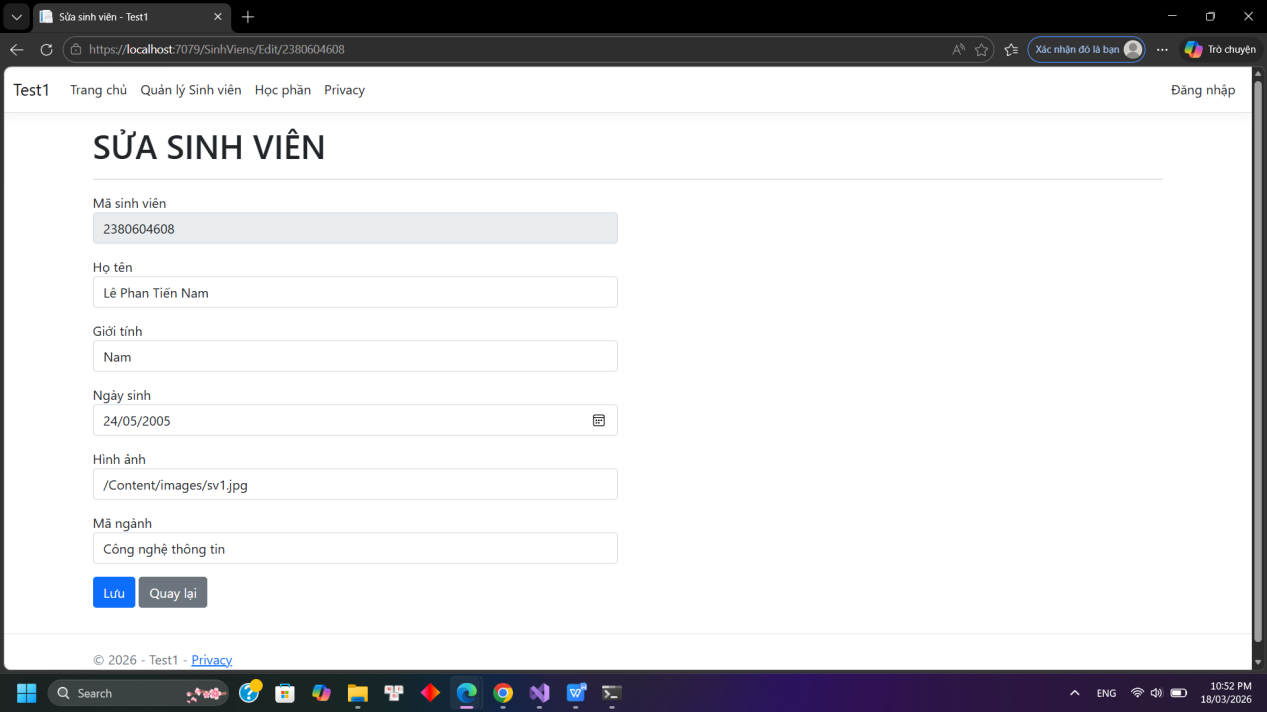 Sửa sinh viên - Test1
https://localhost:7079/SinhViens/Edit/2380604608
Xác nhận đó là bạn
Trò chuyện
Test1 Trang chủ Quản lý Sinh viên Học phần Privacy Đăng nhập
SỬA SINH VIÊN
Mã sinh viên
2380604608
Họ tên
Lê Phan Tiến Nam
Giới tính
Nam
Ngày sinh
24/05/2005
Hình ảnh
/Content/images/sv1.jpg
Mã ngành
Công nghệ thông tin
Lưu Quay lại
© 2026 - Test1 - Privacy
Search
ENG
10:52 PM
18/03/2026